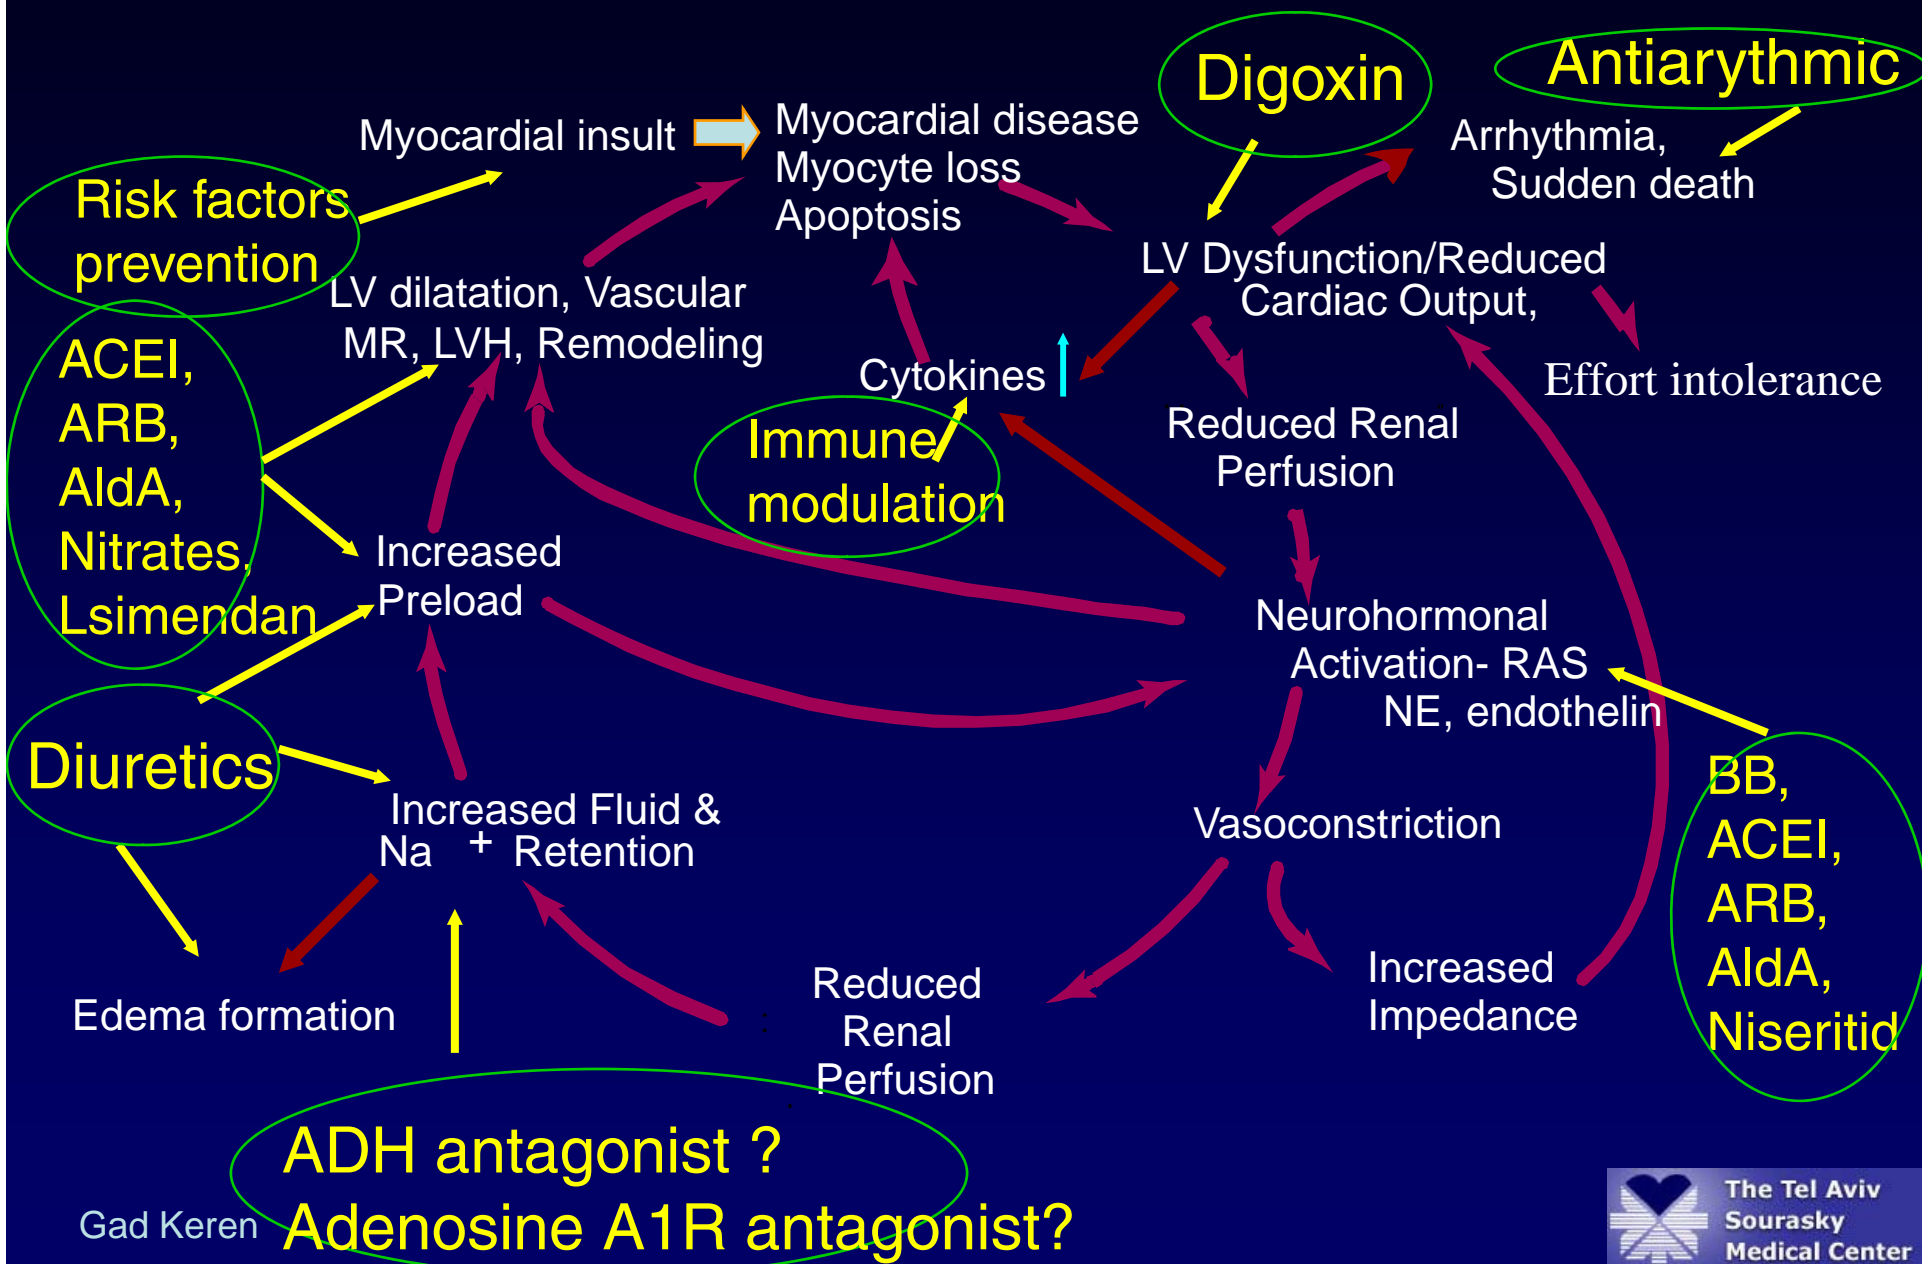 Digoxin
Antiarythmic
Myocardial insult
Myocardial disease
Myocyte loss
Apoptosis
Arrhythmia,
Sudden death
Risk factors
prevention
LV dilatation, Vascular
MR, LVH, Remodeling
LV Dysfunction/Reduced
Cardiac Output,
ACEI,
ARB,
AldA,
Nitrates,
Lsimendan
Cytokines
Effort intolerance
Immune
modulation
Reduced Renal
Perfusion
Increased
Preload
Neurohormonal
Activation- RAS
NE, endothelin
Diuretics
Increased Fluid &
Na + Retention
Vasoconstriction
BB,
ACEI,
ARB,
AldA,
Niseritid
Edema formation
Reduced
Renal
Perfusion
Increased
Impedance
ADH antagonist ?
Adenosine A1R antagonist?
Gad Keren
The Tel Aviv
Sourasky
Medical Center